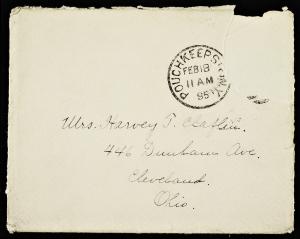 POUGHKEEPSIE N.Y.
FEB 18
11 AM
95
Mrs. Harvey T. Claflin.
446 Dunham Ave.
Cleveland.
Ohio.